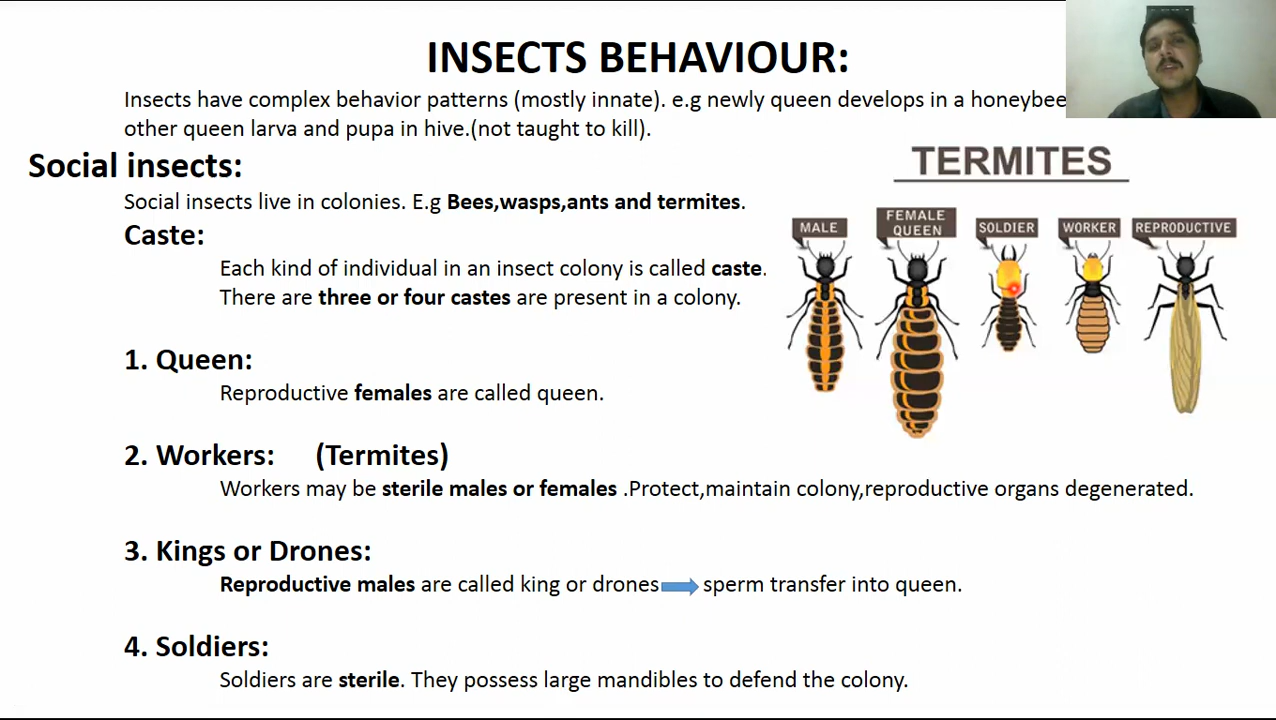 INSECTS BEHAVIOUR:
Insects have complex behavior patterns (mostly innate). e.g newly queen develops in a honeybee
other queen larva and pupa in hive.(not taught to kill).
Social insects:
Social insects live in colonies. E.g Bees,wasps,ants and termites.
Caste:
Each kind of individual in an insect colony is called caste.
There are three or four castes are present in a colony.
1. Queen:
Reproductive females are called queen.
2. Workers: (Termites)
Workers may be sterile males or females .Protect,maintain colony,reproductive organs degenerated.
3. Kings or Drones:
Reproductive males are called king or drones sperm transfer into queen.
4. Soldiers:
Soldiers are sterile. They possess large mandibles to defend the colony.
TERMITES
MALE
FEMALE
QUEEN
SOLDIER
WORKER
REPRODUCTIVE